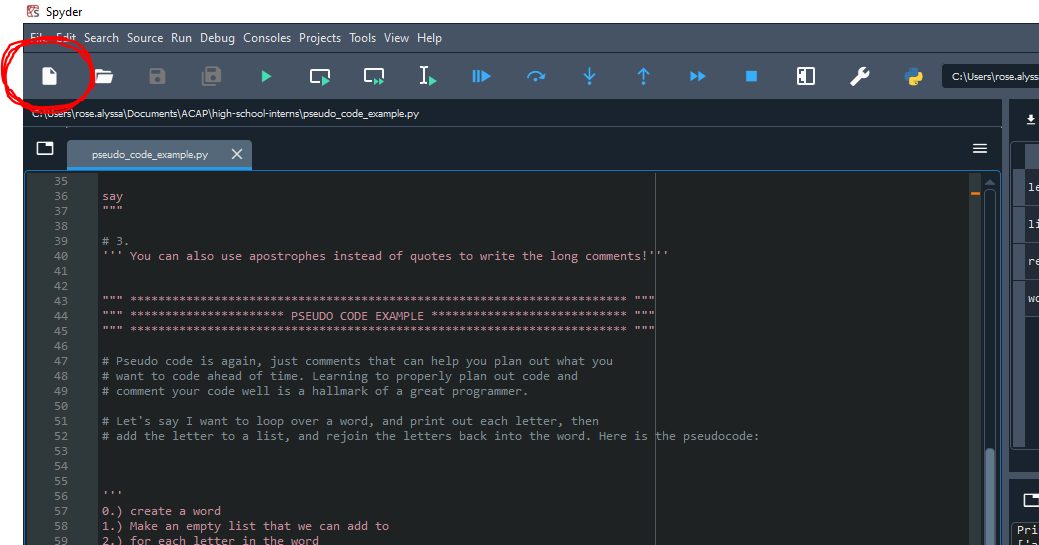 Spyder
File Edit Search Source Run Debug Consoles Projects Tools View Help
C:\Users\rose.alyss
C:\Users\rose.alyssa\Documents\ACAP\high-school-interns\pseudo_code_example.py
pseudo_code_example.py
35
36 say
37 """
38
39 # 3.
40 ''' You can also use apostrophes instead of quotes to write the long comments!'''
41
42
43 """ *********************************************************************** """
44 """ ********************** PSEUDO CODE EXAMPLE **************************** """
45 """ *********************************************************************** """
46
47 # Pseudo code is again, just comments that can help you plan out what you
48 # want to code ahead of time. Learning to properly plan out code and
49 # comment your code well is a hallmark of a great programmer.
50
51 # Let's say I want to loop over a word, and print out each letter, then
52 # add the letter to a list, and rejoin the letters back into the word. Here is the pseudocode:
53
54
55
56 '''
57 0.) create a word
58 1.) Make an empty list that we can add to
59 2.) for each letter in the word
le
li
re
wo
Pri
['a